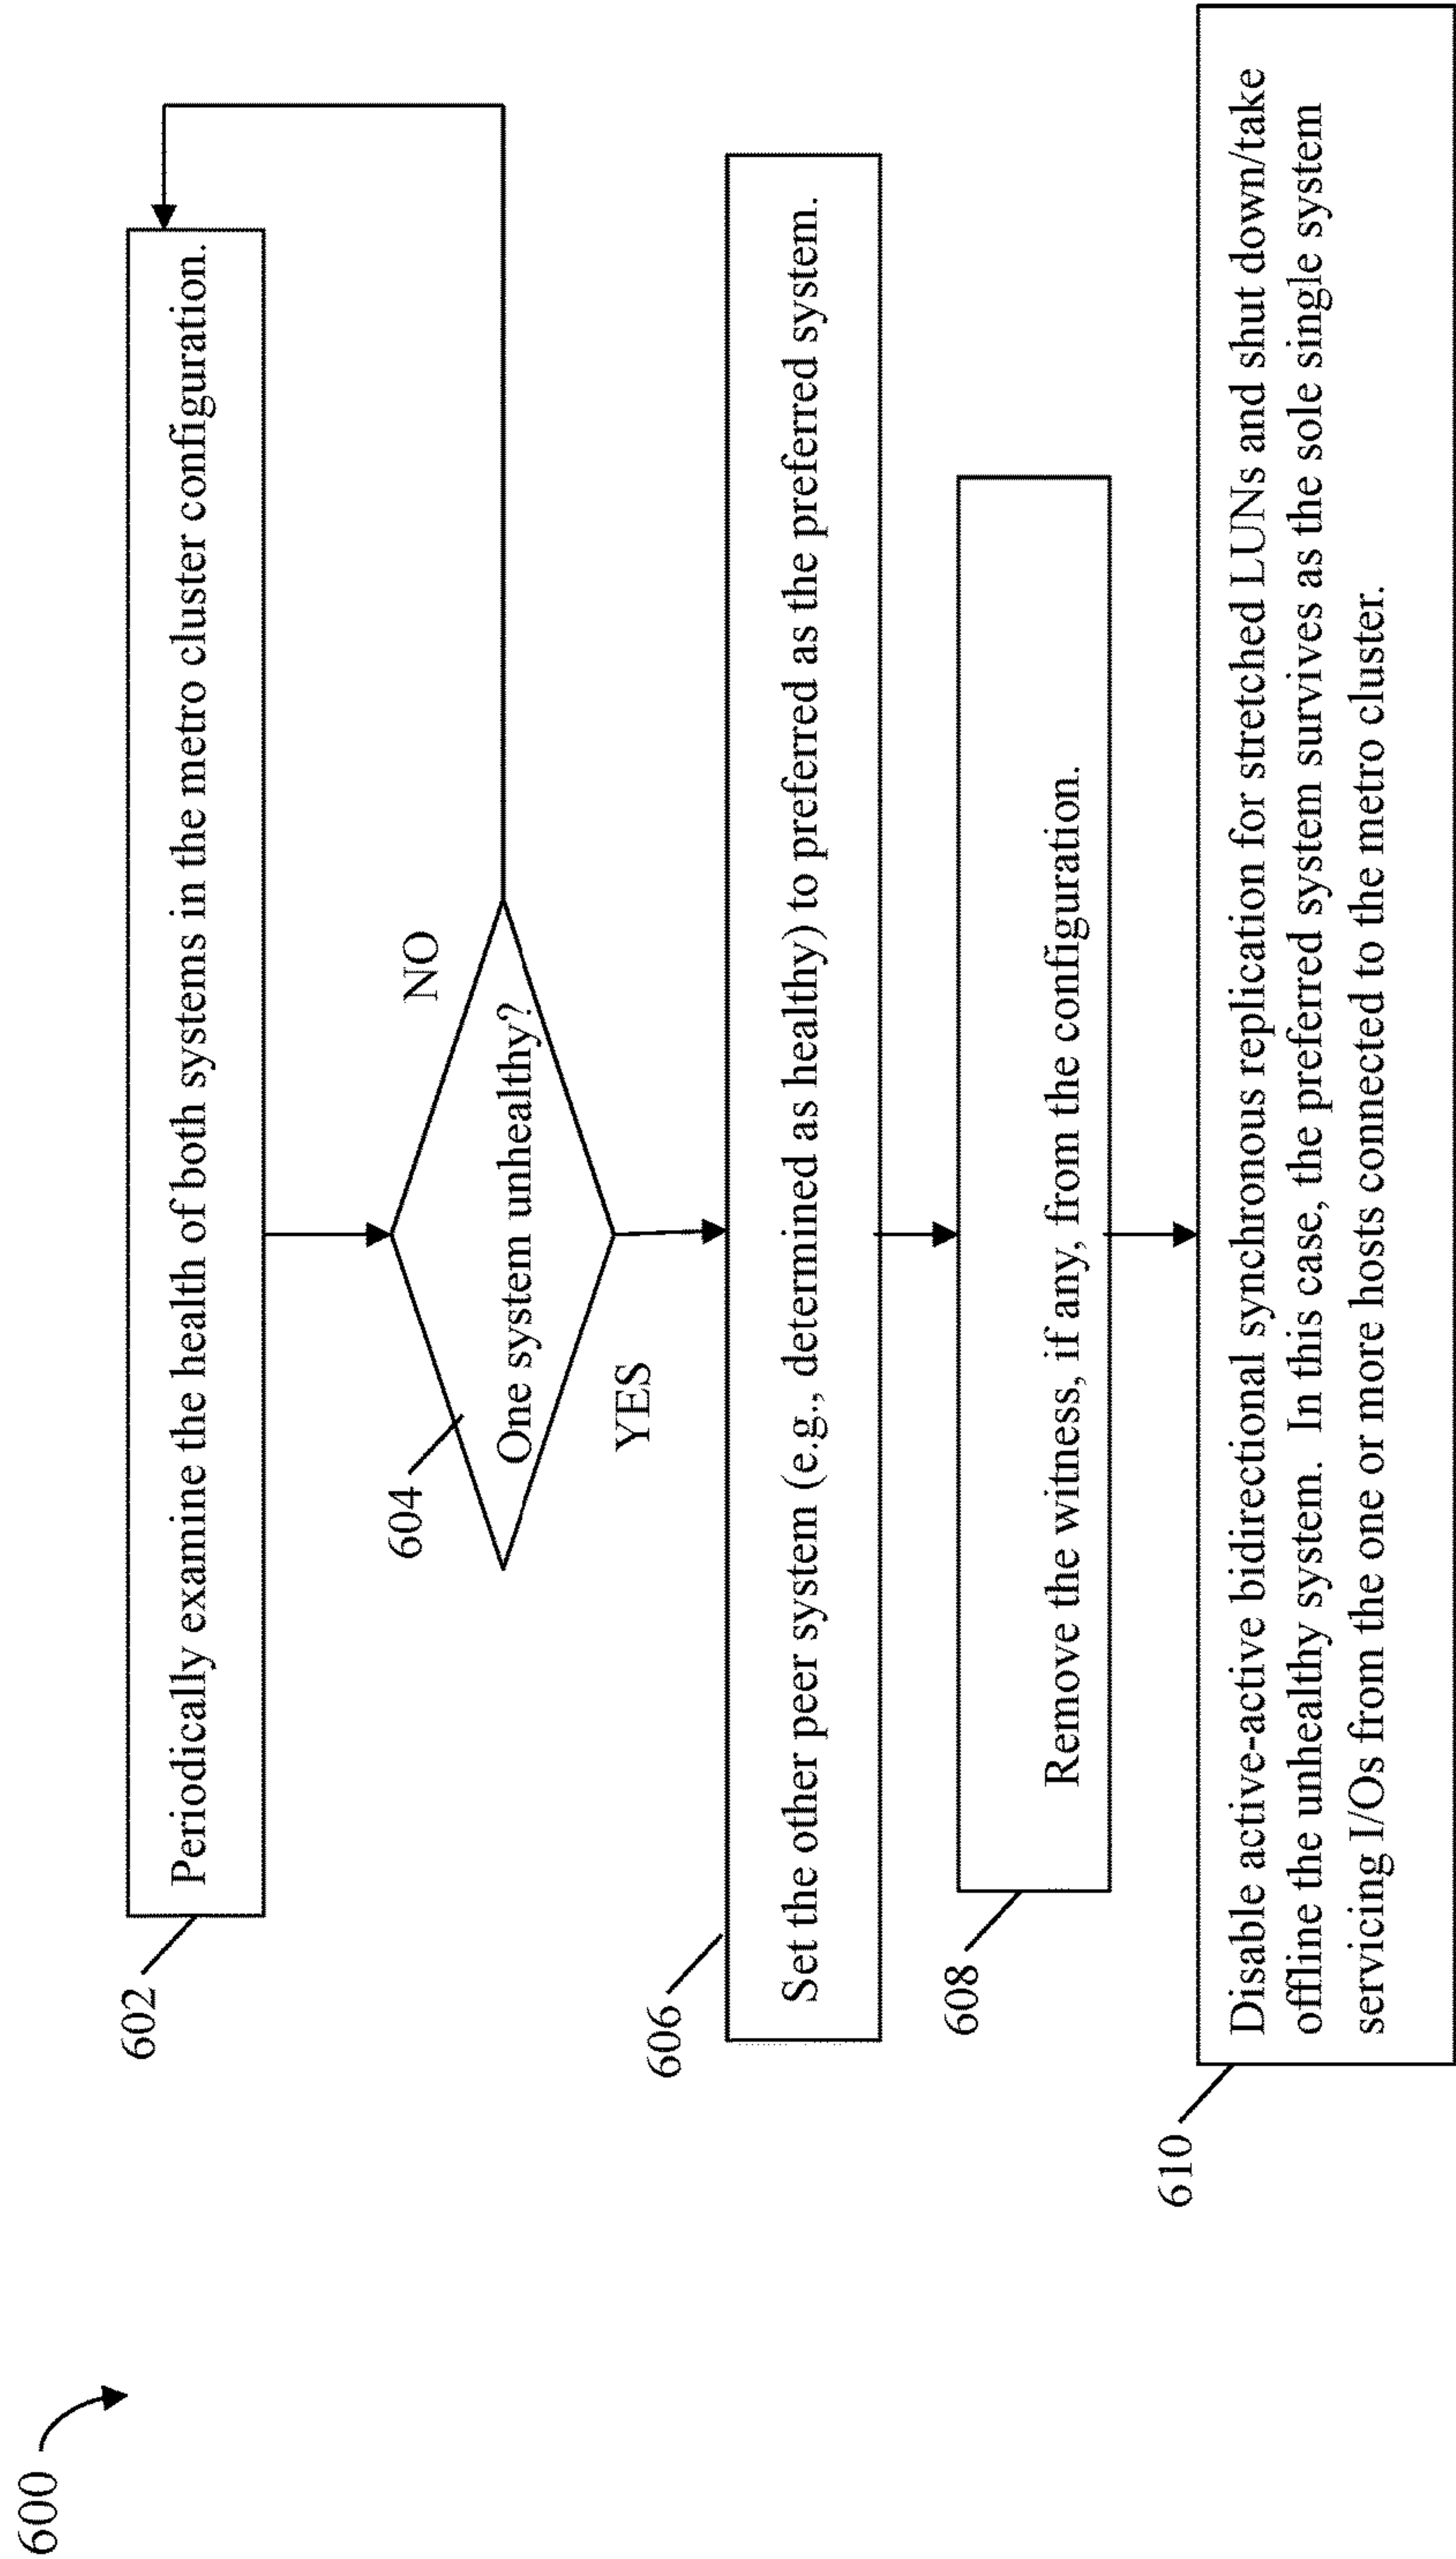 600
602
Periodically examine the health of both systems in the metro cluster configuration.
604
One system unhealthy?
NO
YES
606
Set the other peer system (e.g., determined as healthy) to preferred as the preferred system.
608
Remove the witness, if any, from the configuration.
610
Disable active-active bidirectional synchronous replication for stretched LUNs and shut down/take
offline the unhealthy system. In this case, the preferred system survives as the sole single system
servicing I/Os from the one or more hosts connected to the metro cluster.